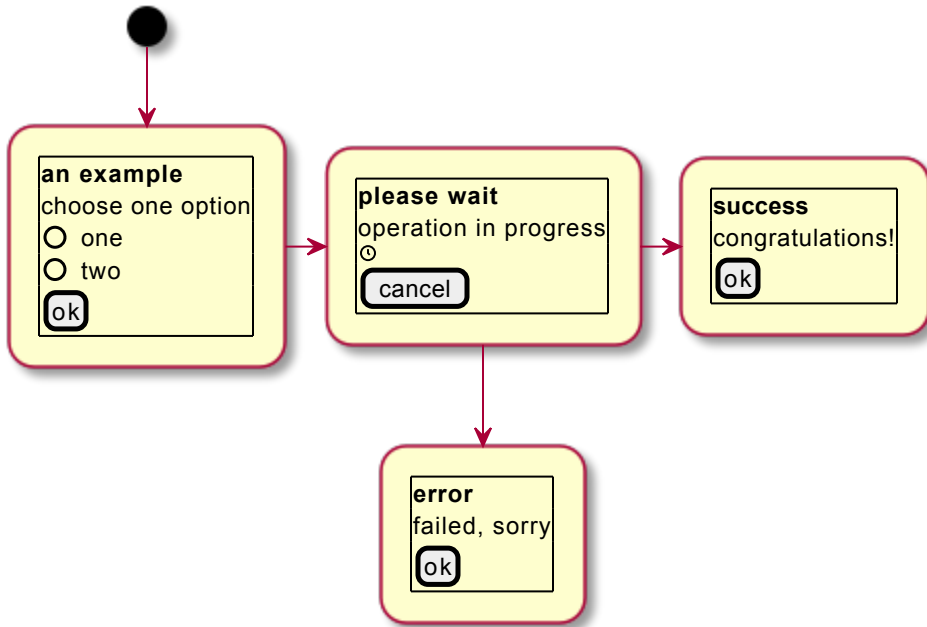 an example
choose one option
one
two
ok
please wait
operation in progress
cancel
success
congratulations!
ok
error
failed, sorry
ok